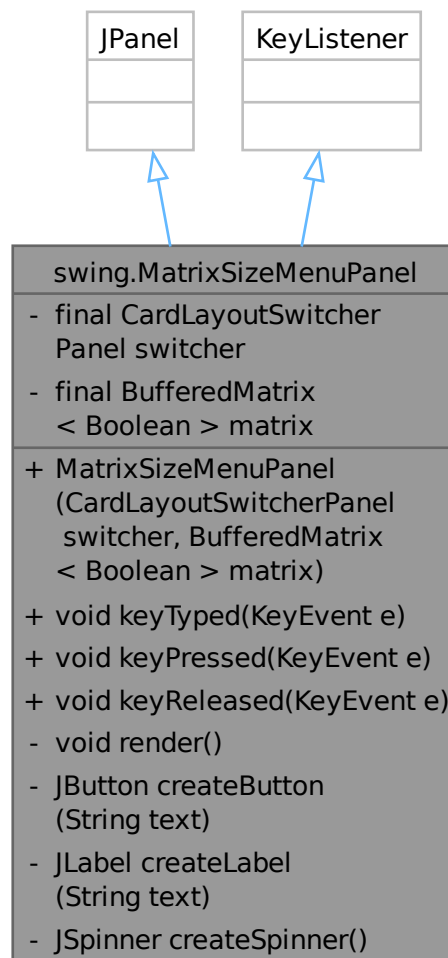 JPanel
KeyListener
swing.MatrixSizeMenuPanel
- final CardLayoutSwitcher
Panel switcher
- final BufferedMatrix
< Boolean > matrix
+ MatrixSizeMenuPanel
(CardLayoutSwitcherPanel
switcher, BufferedMatrix
< Boolean > matrix)
+ void keyTyped(KeyEvent e)
+ void keyPressed(KeyEvent e)
+ void keyReleased(KeyEvent e)
- void render()
- JButton createButton
(String text)
- JLabel createLabel
(String text)
- JSpinner createSpinner()